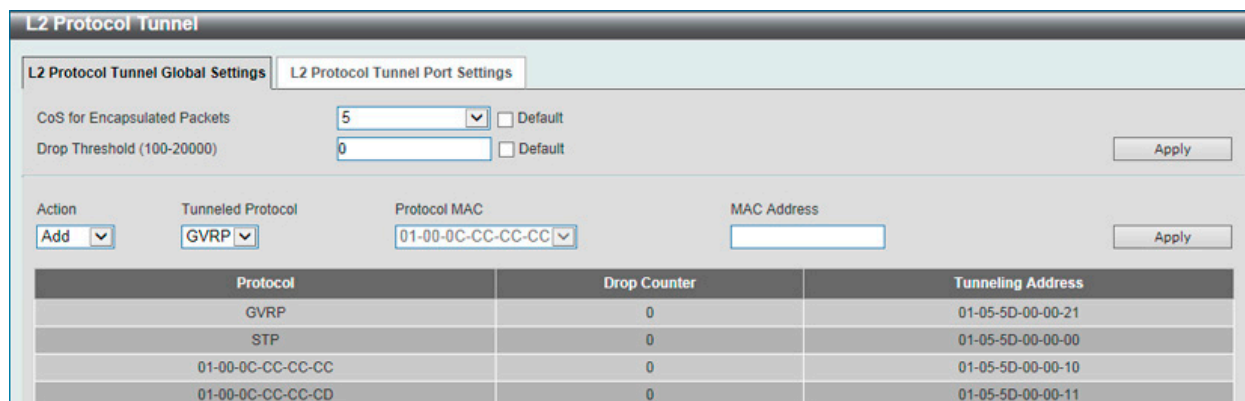 L2 Protocol Tunnel
L2 Protocol Tunnel Global Settings L2 Protocol Tunnel Port Settings
CoS for Encapsulated Packets 5 Default
Drop Threshold (100-20000) 0 Default Apply
Action Tunneled Protocol Protocol MAC MAC Address
Add GVRP 01-00-0C-CC-CC-CC Apply
Protocol Drop Counter Tunneling Address
GVRP 0 01-05-5D-00-00-21
STP 0 01-05-5D-00-00-00
01-00-0C-CC-CC-CC 0 01-05-5D-00-00-10
01-00-0C-CC-CC-CD 0 01-05-5D-00-00-11